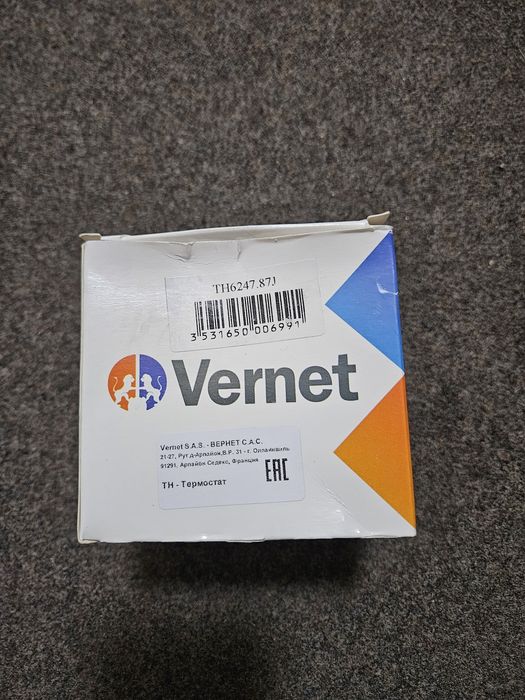 TH6247.87J
3 531650 006991
Vernet
Vernet S.A.S. - ВЕРНЕТ С.А.С.
21-27, Рут д-Арпайон, В.Р. 31 - г. Оллаинвиль
91291, Арпайон Седекс, Франция
EAC
TH - Термостат